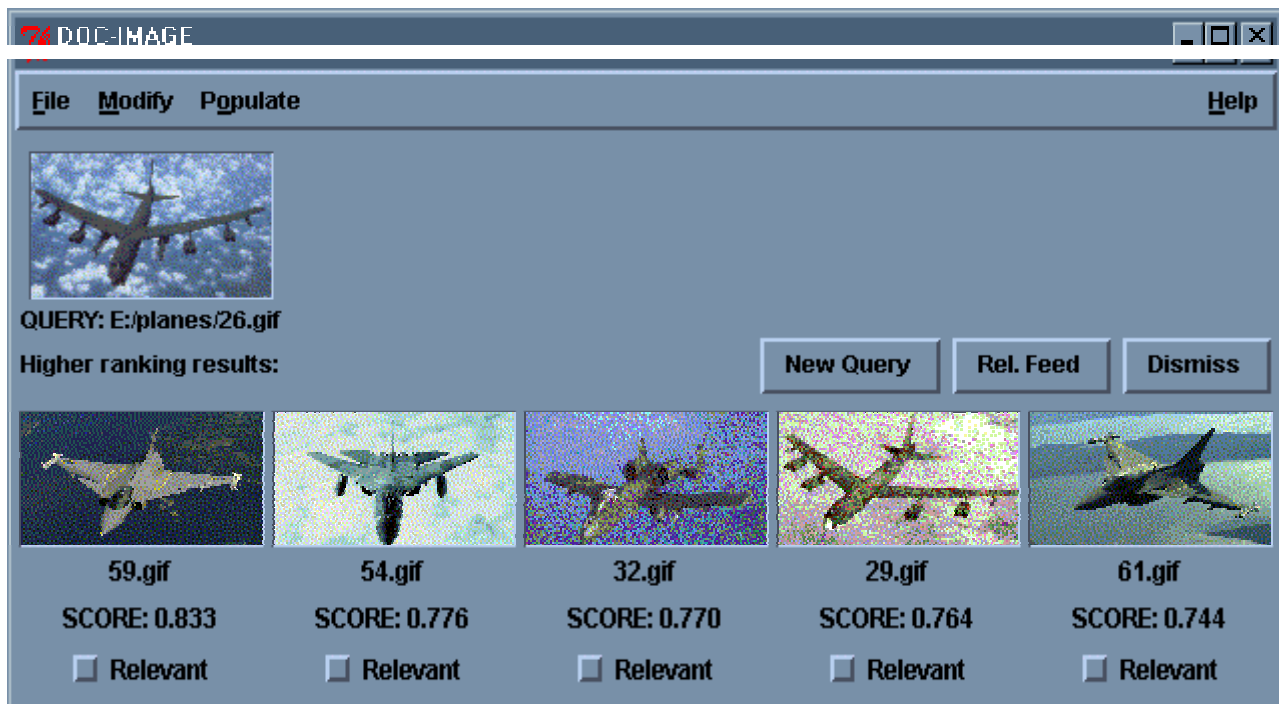 DOC-IMAGE
File Modify Populate Help
QUERY: E:/planes/26.gif
Higher ranking results:
New Query Rel. Feed Dismiss
59.gif 54.gif 32.gif 29.gif 61.gif
SCORE: 0.833 SCORE: 0.776 SCORE: 0.770 SCORE: 0.764 SCORE: 0.744
Relevant Relevant Relevant Relevant Relevant